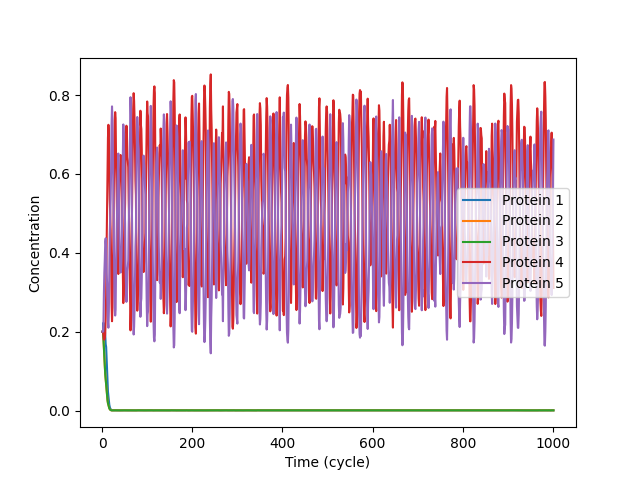 0.8
0.6
0.4
0.2
0.0
Concentration
Protein 1
Protein 2
Protein 3
Protein 4
Protein 5
0 200 400 600 800 1000
Time (cycle)